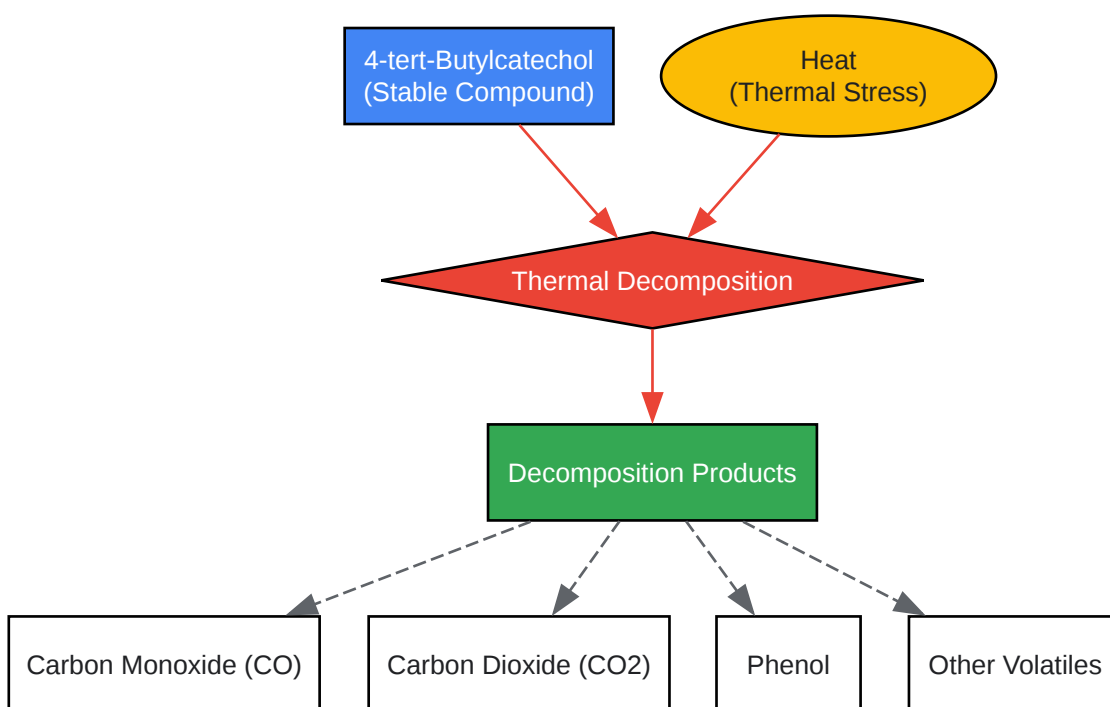 4-tert-Butylcatechol
(Stable Compound)
Heat
(Thermal Stress)
Thermal Decomposition
Decomposition Products
Carbon Monoxide (CO)
Carbon Dioxide (CO2)
Phenol
Other Volatiles